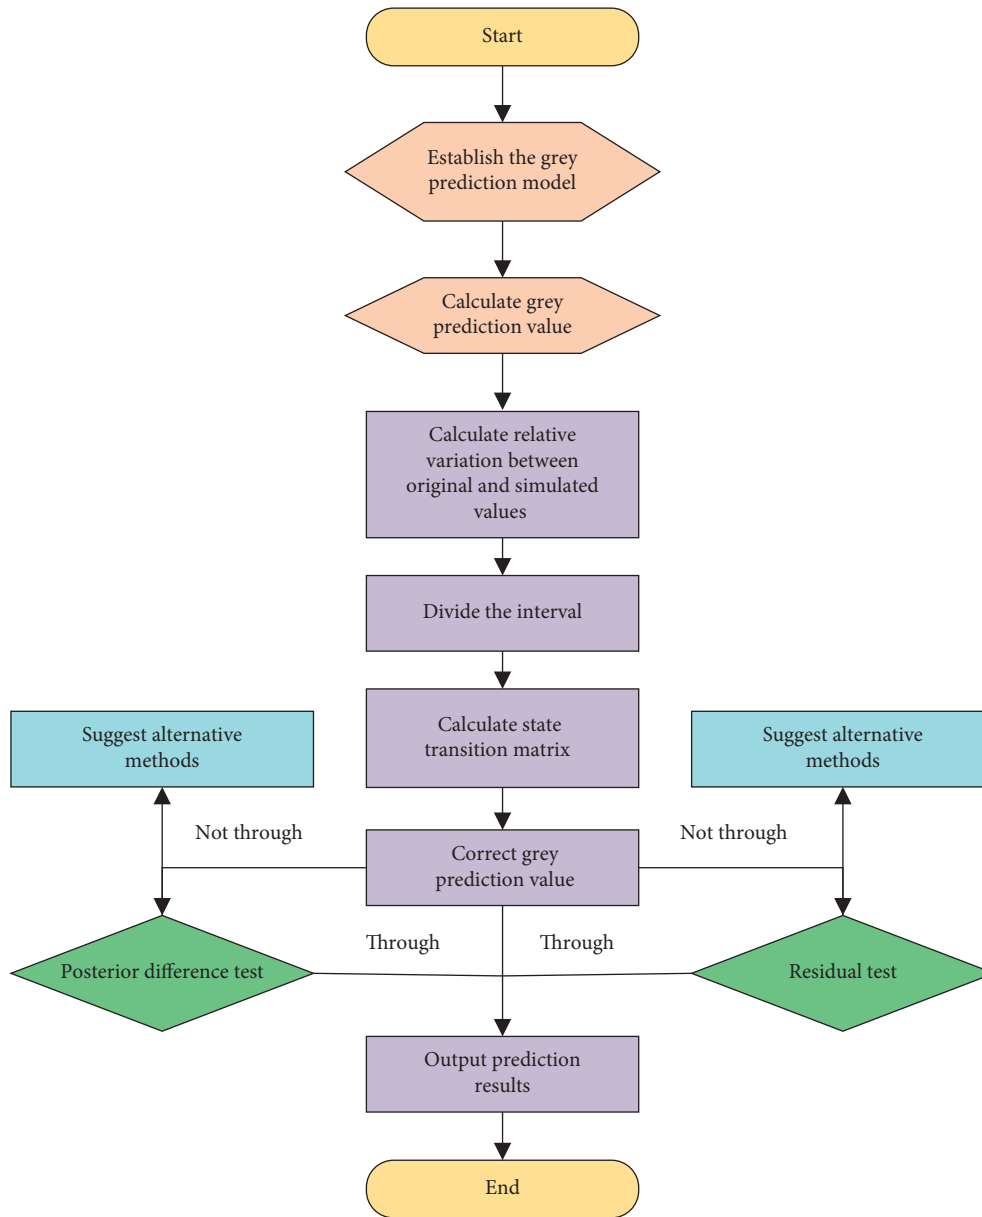 Start
Establish the grey
prediction model
Calculate grey
prediction value
Calculate relative
variation between
original and simulated
values
Divide the interval
Suggest alternative
methods
Calculate state
transition matrix
Suggest alternative
methods
Not through
Correct grey
prediction value
Not through
Through
Through
Posterior difference test
Residual test
Output prediction
results
End